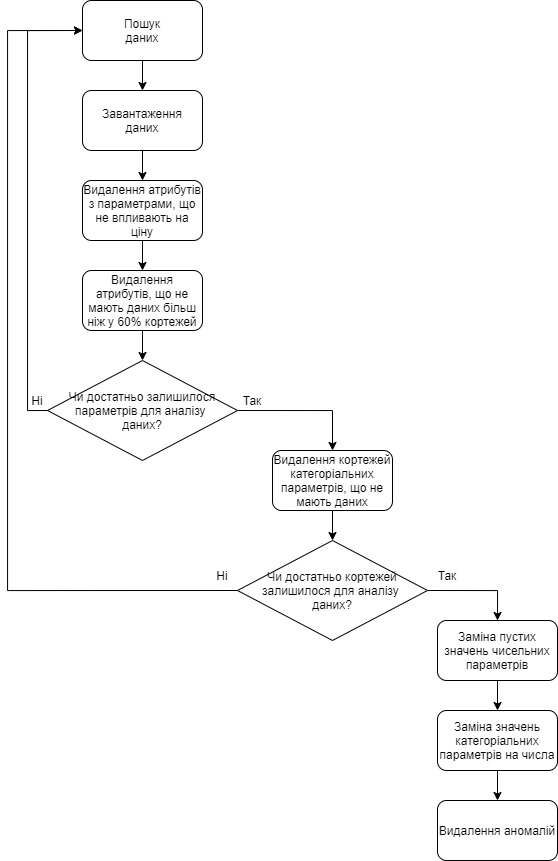 Пошук
даних
Завантаження
даних
Видалення атрибутів
з параметрами, що
не впливають на
ціну
Видалення
атрибутів, що не
мають даних більш
ніж у 60% кортежей
Чи достатньо залишилося
параметрів для аналізу
даних?
Ні
Так
Видалення кортежей
категоріальних
параметрів, що не
мають даних
Чи достатньо кортежей
залишилося для аналізу
даних?
Ні
Так
Заміна пустих
значень чисельних
параметрів
Заміна значень
категоріальних
параметрів на числа
Видалення аномалій